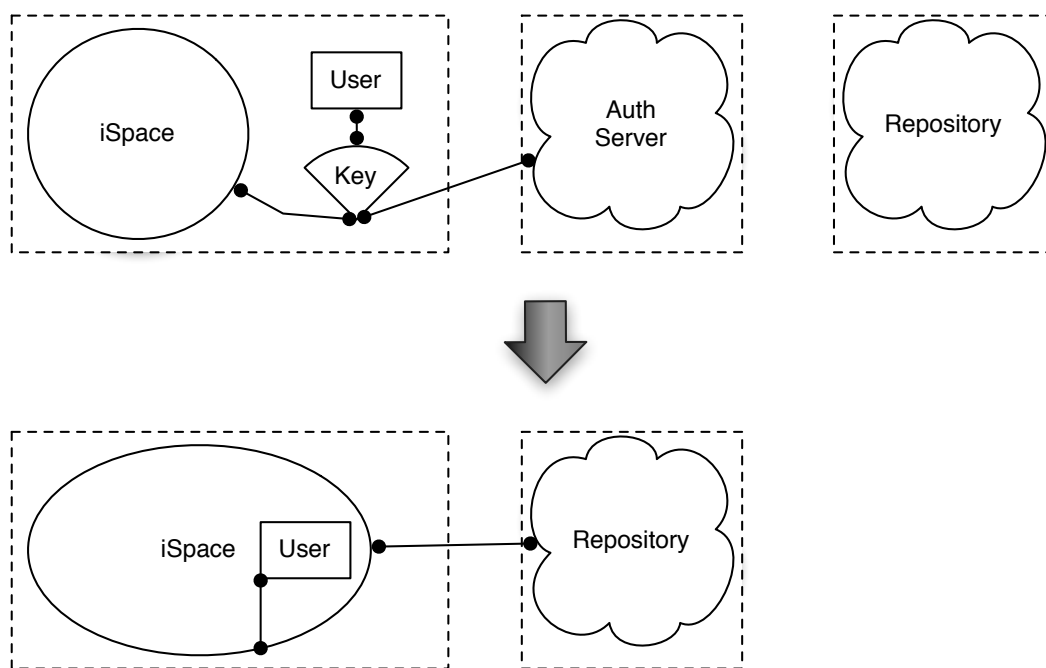 iSpace
User
Key
Auth
Server
Repository
iSpace
User
Repository